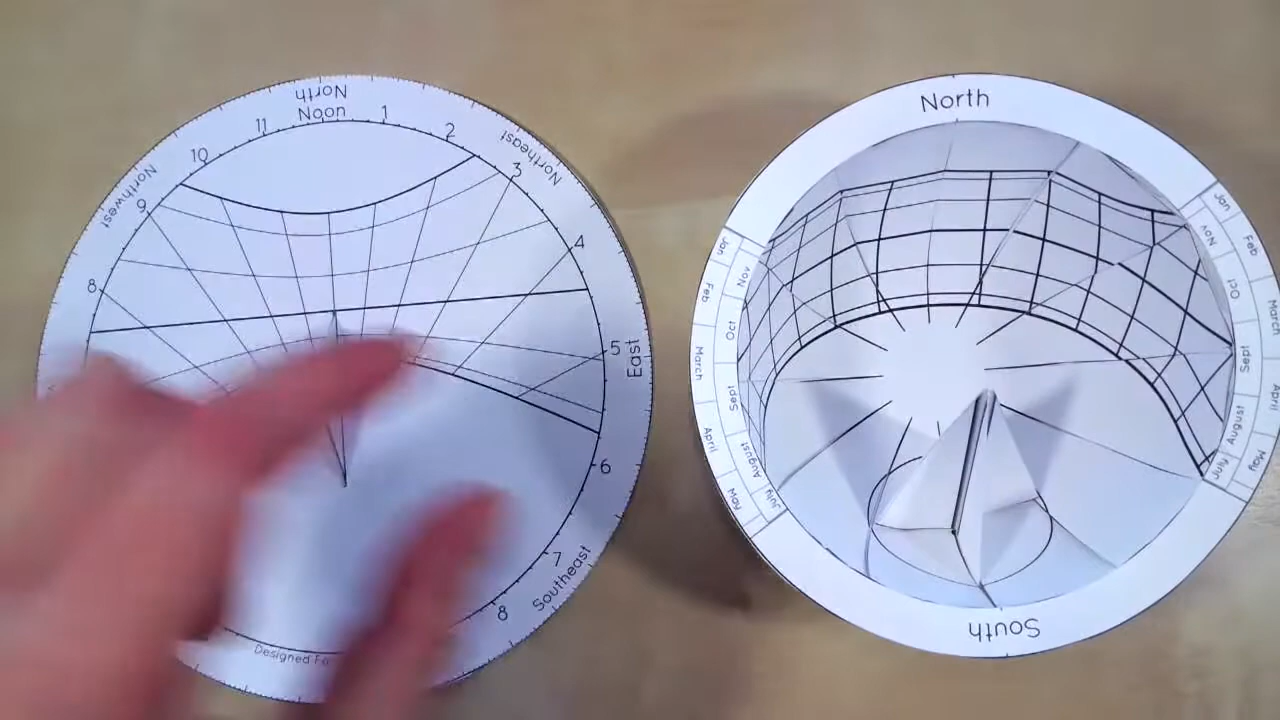 North
Noon
11
1
10
2
Northeast
3
Northwest
9
4
8
5
East
6
7
Southeast
8
Designed Fo
North
Jan
Feb
March
April
May
Nov
Oct
Sept
August
July
Jan
Feb
March
April
May
Nov
Oct
Sept
August
July
South